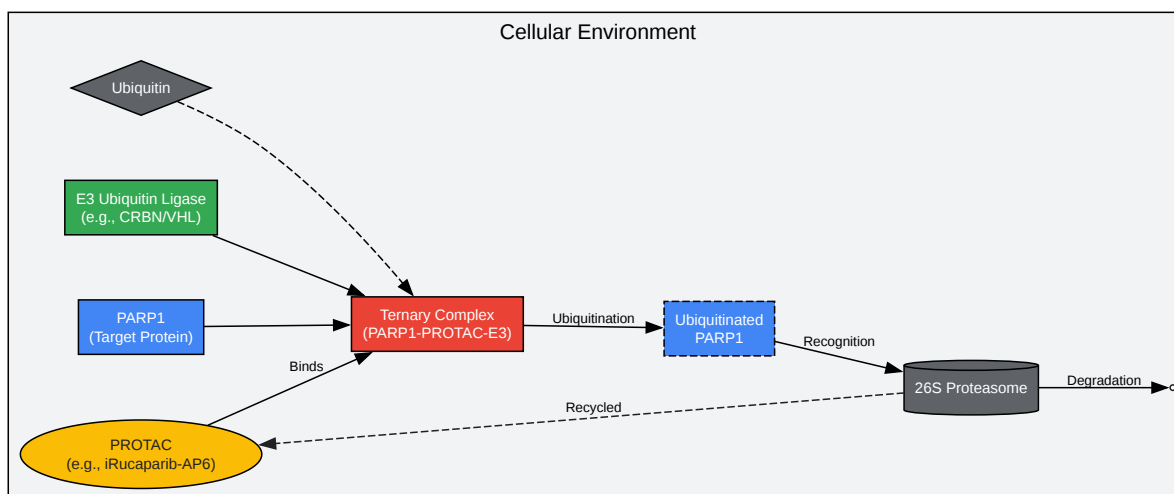 Cellular Environment
Ubiquitin
E3 Ubiquitin Ligase
(e.g., CRBN/VHL)
PARP1
(Target Protein)
Binds
PROTAC
(e.g., iRucaparib-AP6)
Ternary Complex
(PARP1-PROTAC-E3)
Ubiquitination
Ubiquitinated
PARP1
Recognition
26S Proteasome
Degradation
Recycled